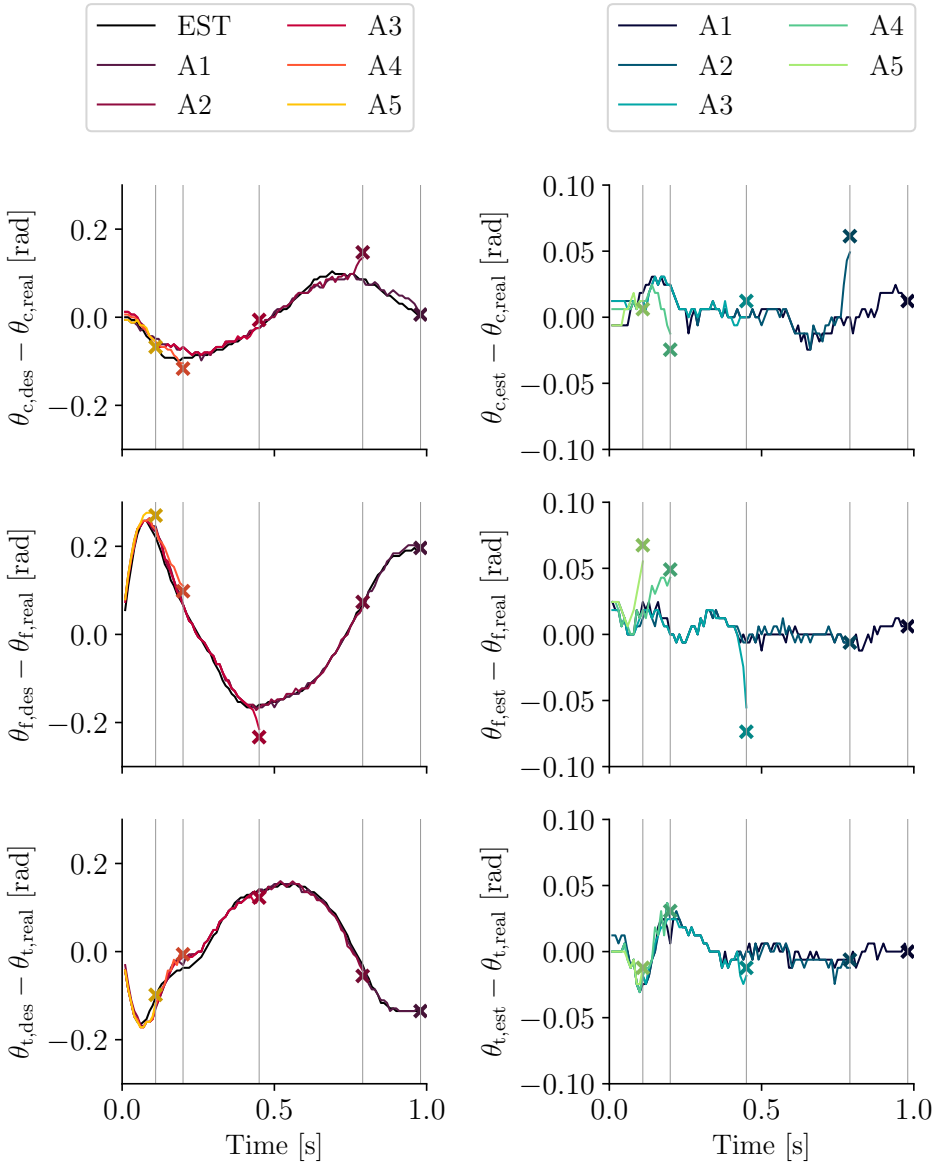 EST A3
A1 A4
A2 A5
A1 A4
A2 A5
A3
θc,des − θc,real [rad]
0.2
0.0
−0.2
θc,est − θc,real [rad]
0.10
0.05
0.00
−0.05
−0.10
θf,des − θf,real [rad]
0.2
0.0
−0.2
θf,est − θf,real [rad]
0.10
0.05
0.00
−0.05
−0.10
θt,des − θt,real [rad]
0.2
0.0
−0.2
0.0 0.5 1.0
Time [s]
θt,est − θt,real [rad]
0.10
0.05
0.00
−0.05
−0.10
0.0 0.5 1.0
Time [s]